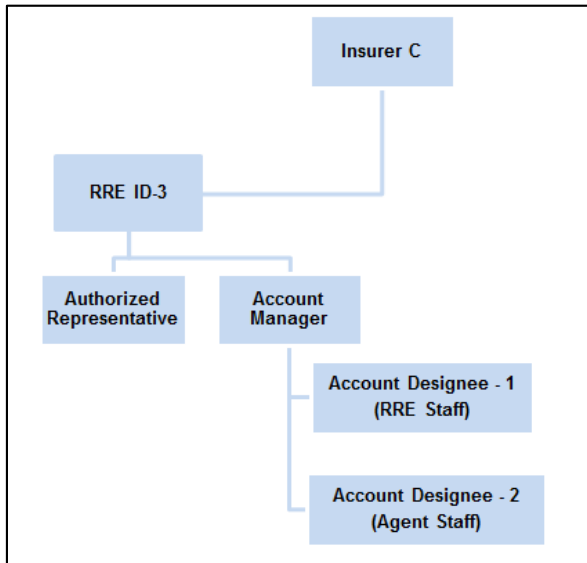 Insurer C
RRE ID-3
Authorized
Representative
Account
Manager
Account Designee - 1
(RRE Staff)
Account Designee - 2
(Agent Staff)